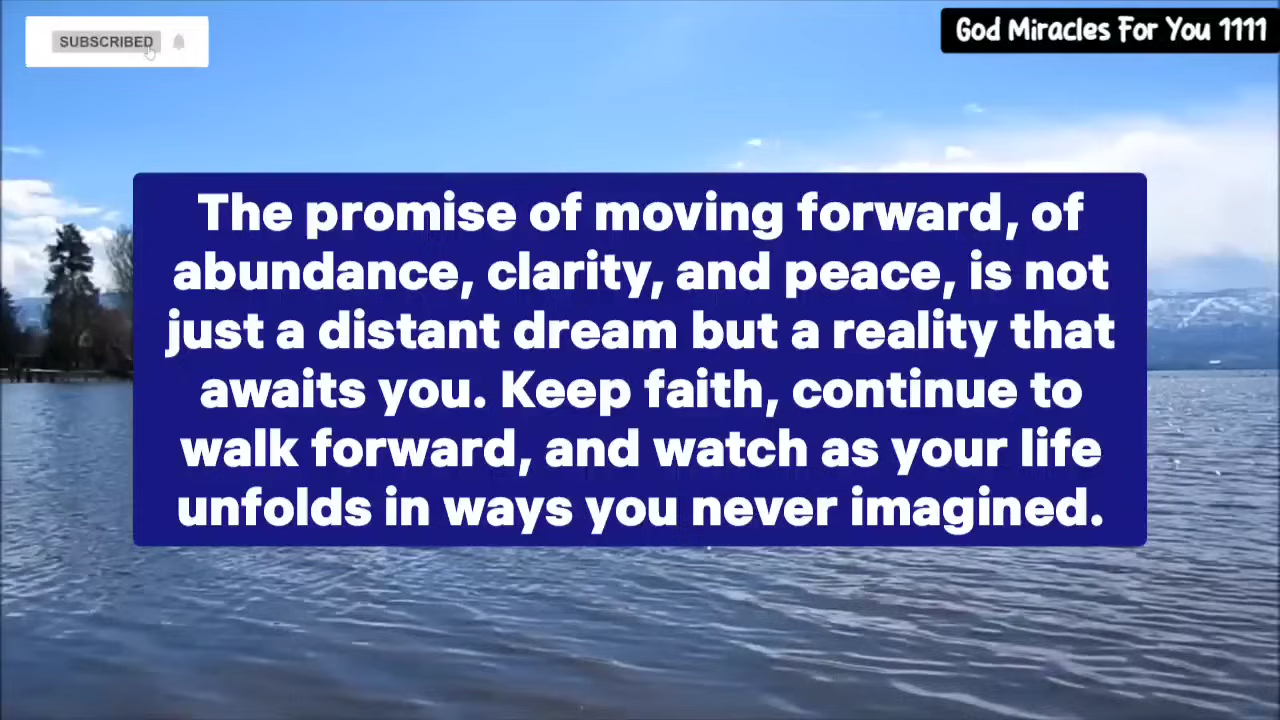 SUBSCRIBED
God Miracles For You 1111
The promise of moving forward, of
abundance, clarity, and peace, is not
just a distant dream but a reality that
awaits you. Keep faith, continue to
walk forward, and watch as your life
unfolds in ways you never imagined.